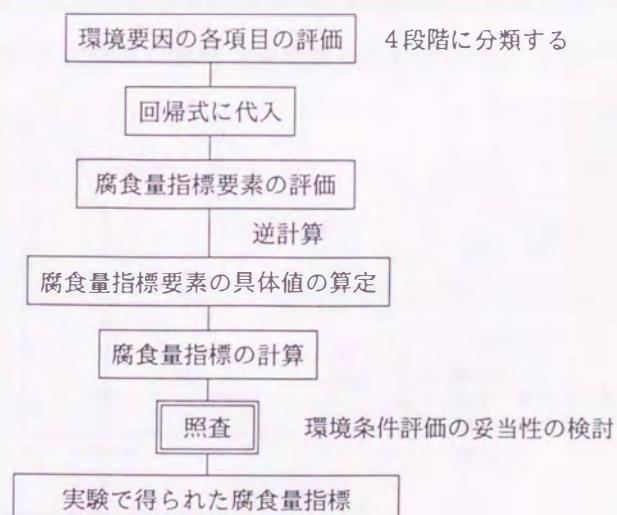 環境要因の各項目の評価 4段階に分類する
回帰式に代入
腐食量指標要素の評価
逆計算
腐食量指標要素の具体値の算定
腐食量指標の計算
照査 環境条件評価の妥当性の検討
実験で得られた腐食量指標